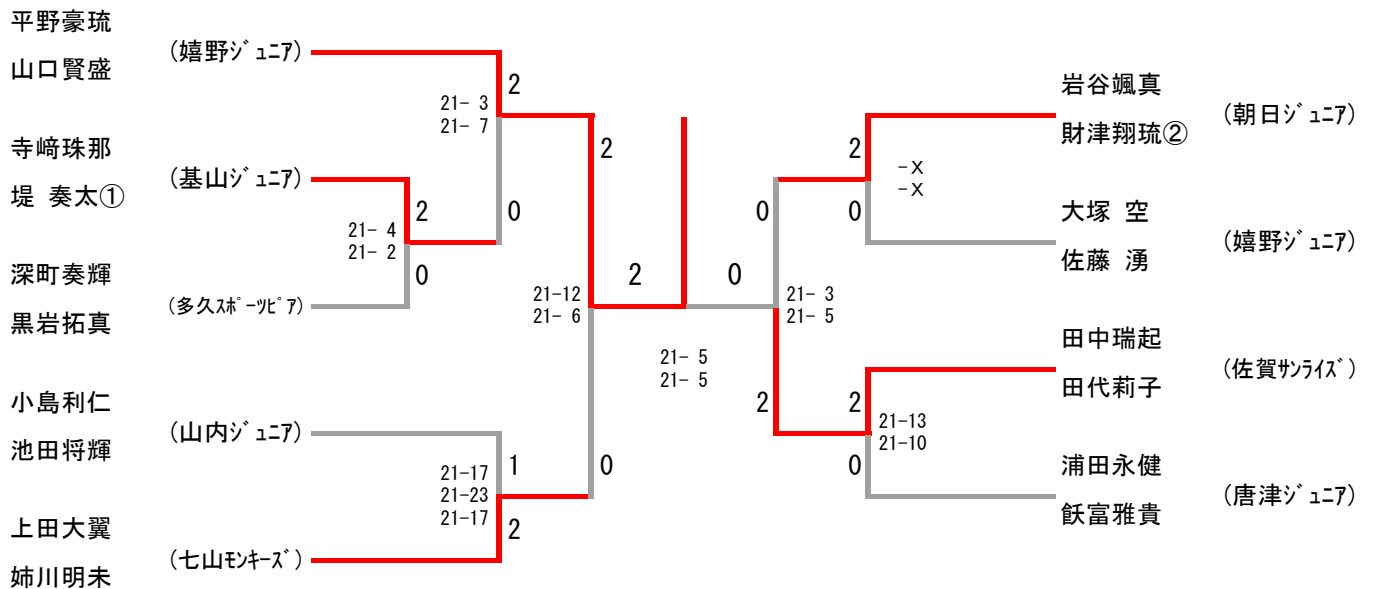 平野豪琉
山口賢盛
(嬉野ｼﾞｭﾆｱ)
寺﨑珠那
堤 奏太①
(基山ｼﾞｭﾆｱ)
深町奏輝
黒岩拓真
(多久ｽﾎﾟｰﾂﾋﾟｱ)
小島利仁
池田将輝
(山内ｼﾞｭﾆｱ)
上田大翼
姉川明未
(七山ﾓﾝｷｰｽﾞ)
21- 4
21- 2
2
0
21- 3
21- 7
2
0
21-17
21-23
21-17
1
2
21-12
21- 6
2
0
2
0
21- 5
21- 5
21- 3
21- 5
0
2
-X
-X
2
0
21-13
21-10
2
0
岩谷颯真
財津翔琉②
(朝日ｼﾞｭﾆｱ)
大塚 空
佐藤 湧
(嬉野ｼﾞｭﾆｱ)
田中瑞起
田代莉子
(佐賀ｻﾝﾗｲｽﾞ)
浦田永健
飫富雅貴
(唐津ｼﾞｭﾆｱ)